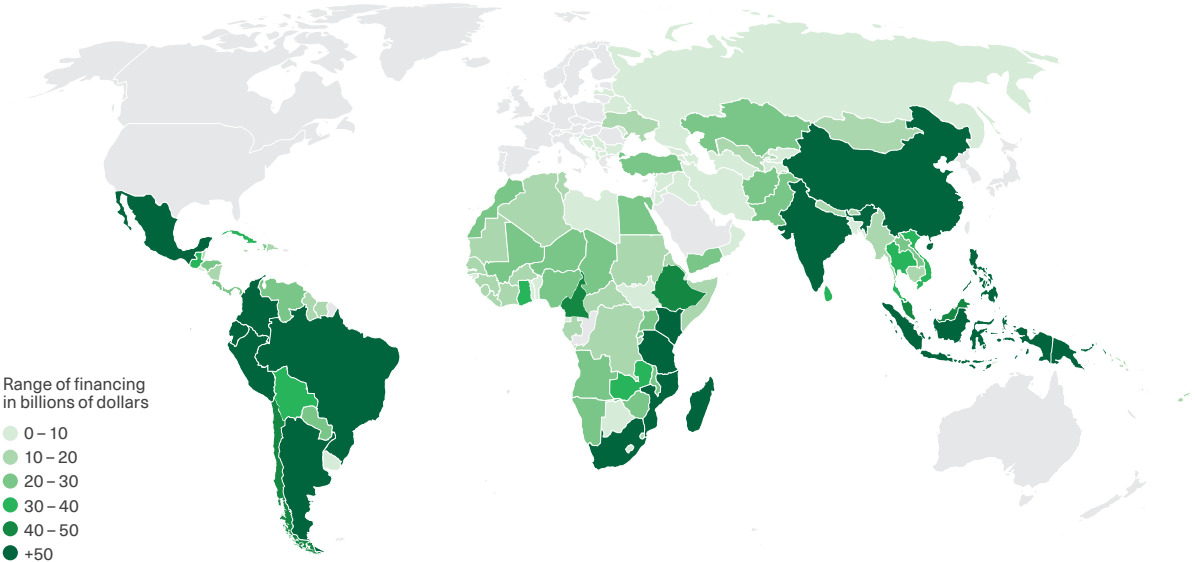 Range of financing
in billions of dollars
0 – 10
10 – 20
20 – 30
30 – 40
40 – 50
+50